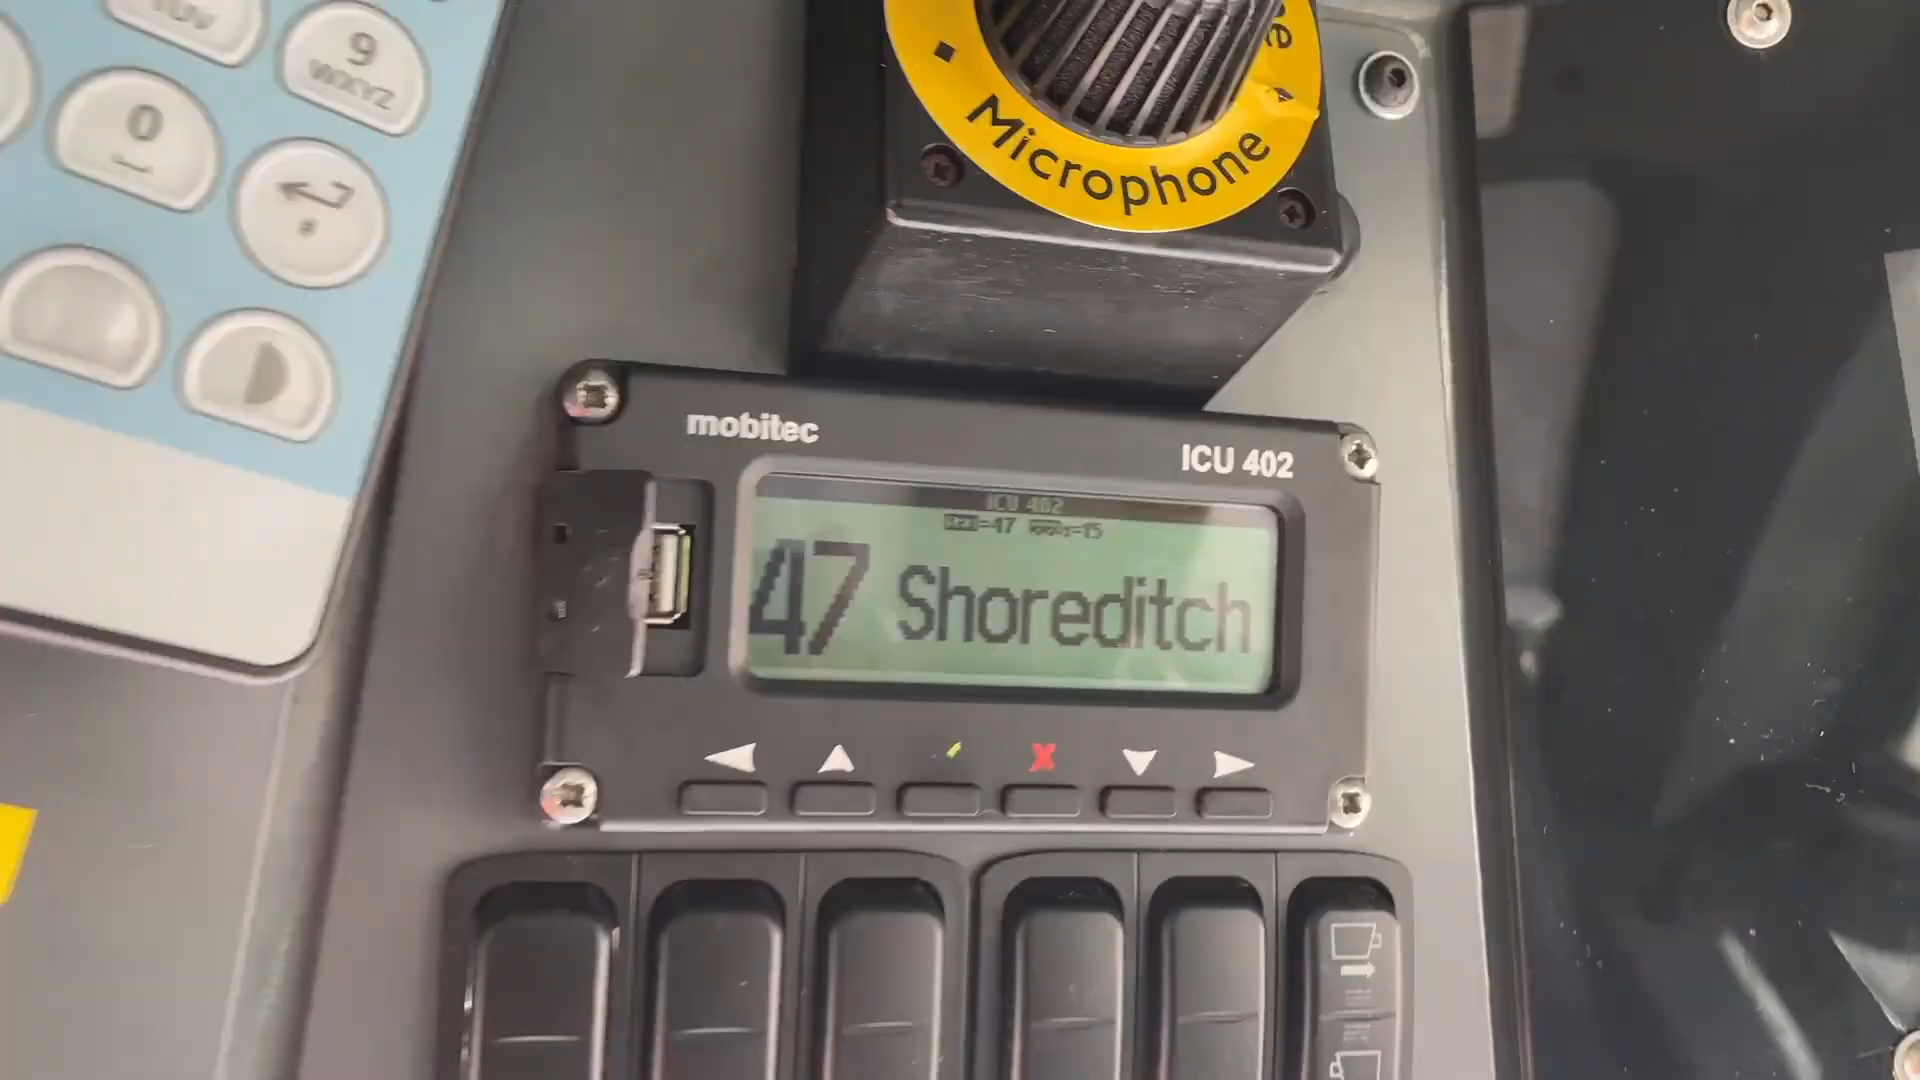 9
WXYZ
0
#
Microphone
mobitec
ICU 402
ICU 402
47 Shoreditch
X